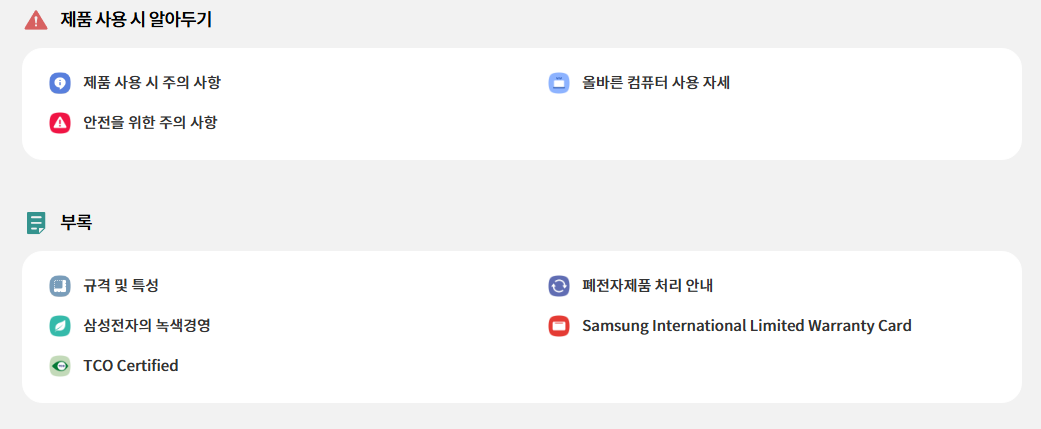 제품 사용 시 알아두기
제품 사용 시 주의 사항
올바른 컴퓨터 사용 자세
안전을 위한 주의 사항
부록
규격 및 특성
폐전자제품 처리 안내
삼성전자의 녹색경영
Samsung International Limited Warranty Card
TCO Certified